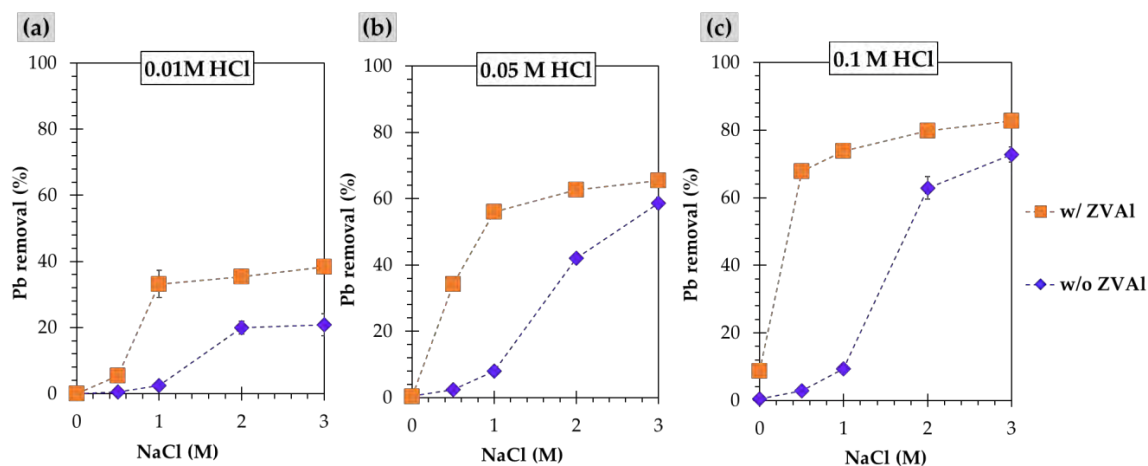 (a)
0.01M HCl
100
80
60
40
20
0
Pb removal (%)
0
1
2
3
NaCl (M)
(b)
0.05 M HCl
100
80
60
40
20
0
Pb removal (%)
0
1
2
3
NaCl (M)
(c)
0.1 M HCl
100
80
60
40
20
0
Pb removal (%)
0
1
2
3
NaCl (M)
w/ ZVAl
w/o ZVAl